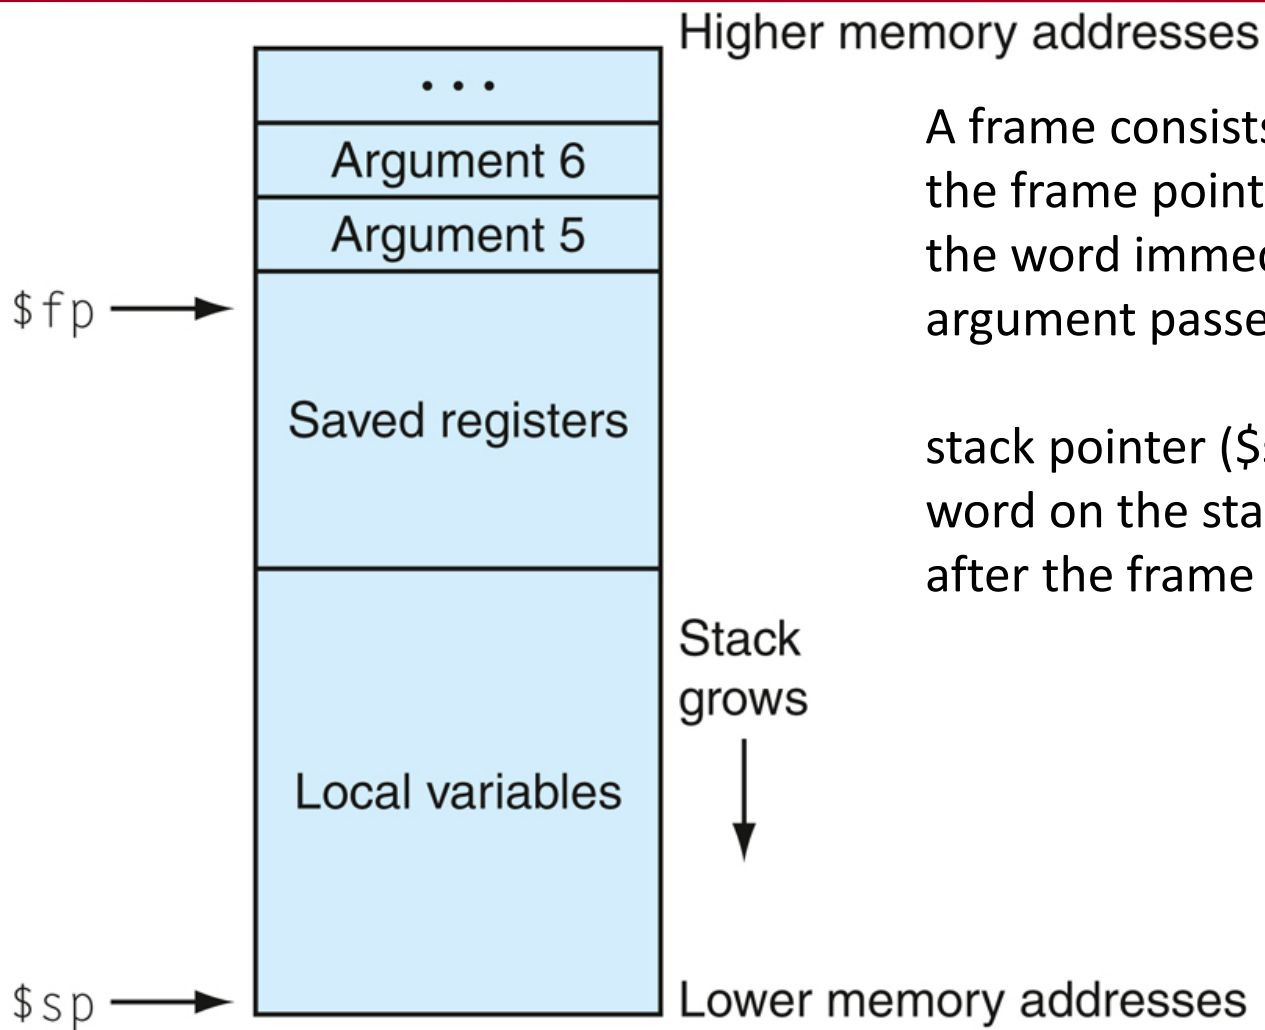 Higher memory addresses
• • •
Argument 6
Argument 5
$fp
Saved registers
Local variables
$sp
Stack
grows
Lower memory addresses
A frame consists
the frame point
the word immed
argument passe
stack pointer ($s
word on the sta
after the frame